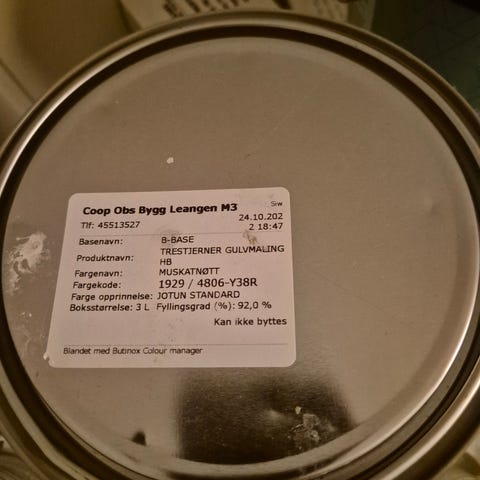 Coop Obs Bygg Leangen M3
Siw
Tlf: 45513527
24.10.202
2 18:47
Basenavn: B-BASE
Produktnavn: TRESTJERNER GULVMALING
HB
Fargenavn: MUSKATNØTT
Fargekode: 1929 / 4806-Y38R
Farge opprinnelse: JOTUN STANDARD
Boksstørrelse: 3 L Fyllingsgrad (%): 92,0 %
Kan ikke byttes
Blandet med Butinox Colour manager